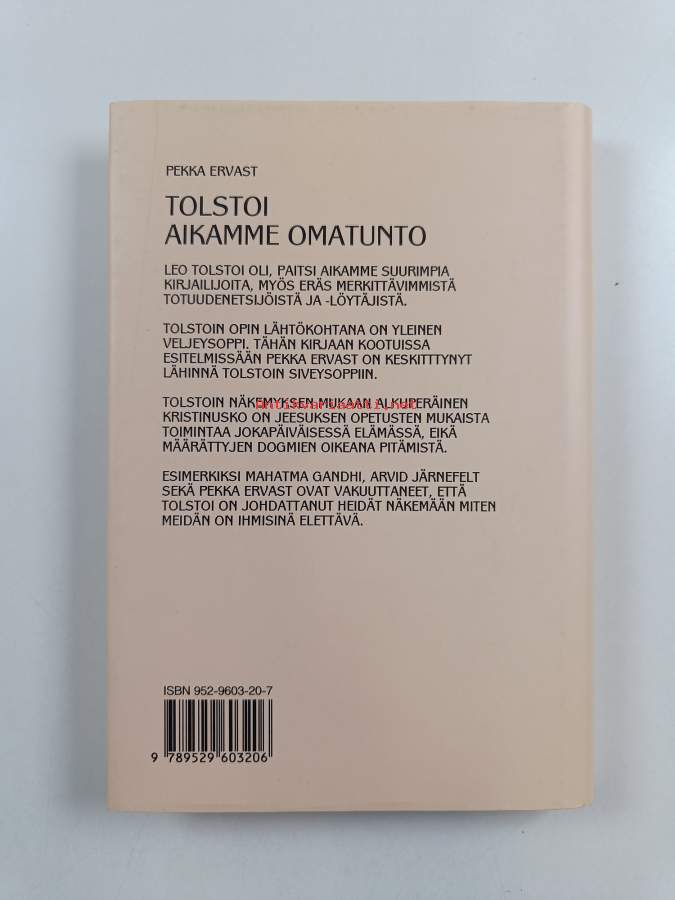 PEKKA ERVAST
TOLSTOI
AIKAMME OMATUNTO
LEO TOLSTOI OLI, PAITSI AIKAMME SUURIMPIA
KIRJAILIJOITA, MYÖS ERÄS MERKITTÄVIMMISTÄ
TOTUUDENETSIJÖISTÄ JA -LÖYTÄJISTÄ.
TOLSTOIN OPIN LÄHTÖKOHTANA ON YLEINEN
VELJEYSOPPI. TÄHÄN KIRJAAN KOOTUISSA
ESITELMISSÄÄN PEKKA ERVAST ON KESKITTTYNYT
LÄHINNÄ TOLSTOIN SIVEYSOPPIIN.
TOLSTOIN NÄKEMYKSEN MUKAAN ALKUPERÄINEN
Antikvariaatti.net
KRISTINUSKO ON JEESUKSEN OPETUSTEN MUKAISTA
TOIMINTAA JOKAPÄIVÄISESSÄ ELÄMÄSSÄ, EIKÄ
MÄÄRÄTTYJEN DOGMIEN OIKEANA PITÄMISTÄ.
ESIMERKIKSI MAHATMA GANDHI, ARVID JÄRNEFELT
SEKÄ PEKKA ERVAST OVAT VAKUUTTANEET, ETTÄ
TOLSTOI ON JOHDATTANUT HEIDÄT NÄKEMÄÄN MITEN
MEIDÄN ON IHMISINÄ ELETTÄVÄ.
ISBN 952-9603-20-7
9 789529 603206